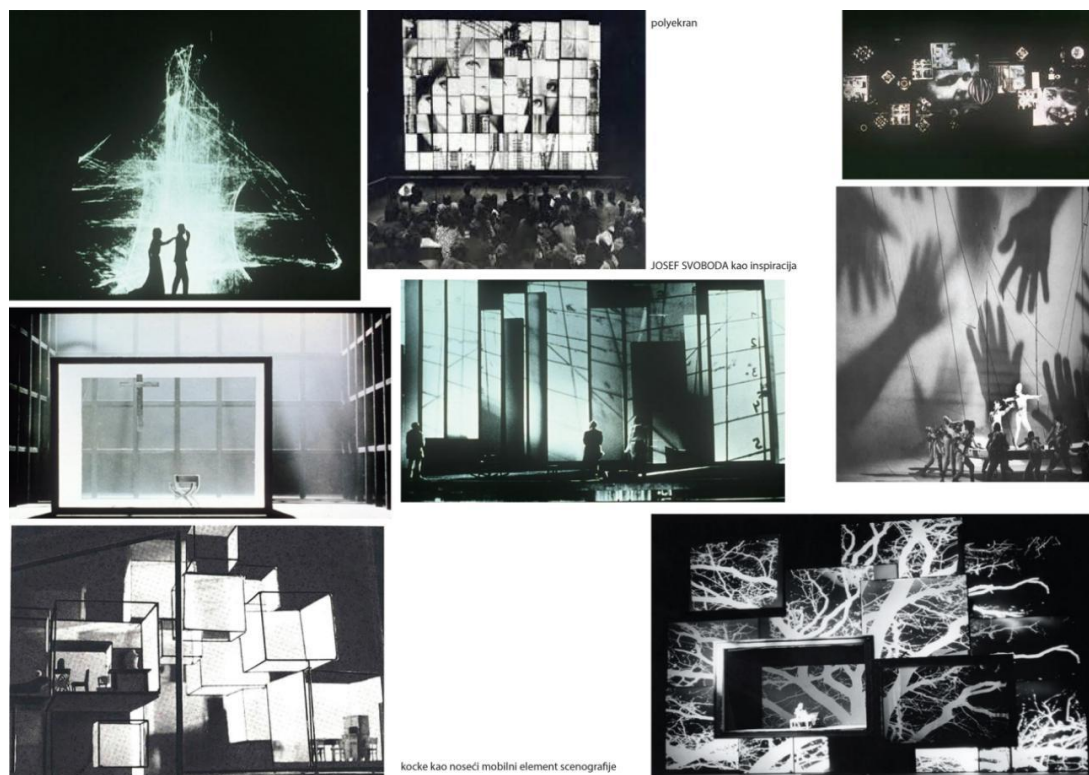 polyekran
JOSEF SVOBODA kao inspiracija
kocke kao noseći mobilni element scenografije